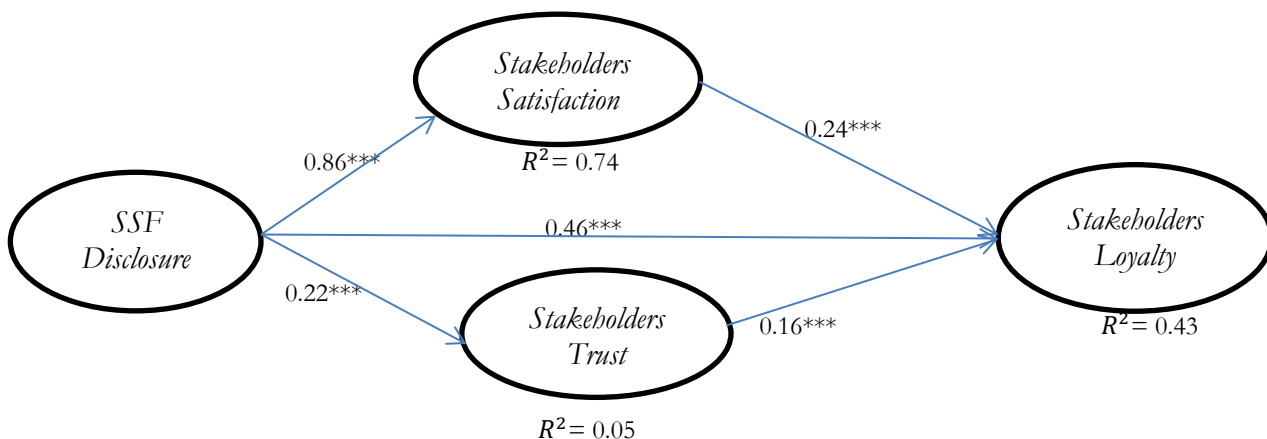 Stakeholders
Satisfaction
R² = 0.74
0.86***
0.24***
SSF
Disclosure
0.46***
Stakeholders
Loyalty
R² = 0.43
0.22***
Stakeholders
Trust
0.16***
R² = 0.05